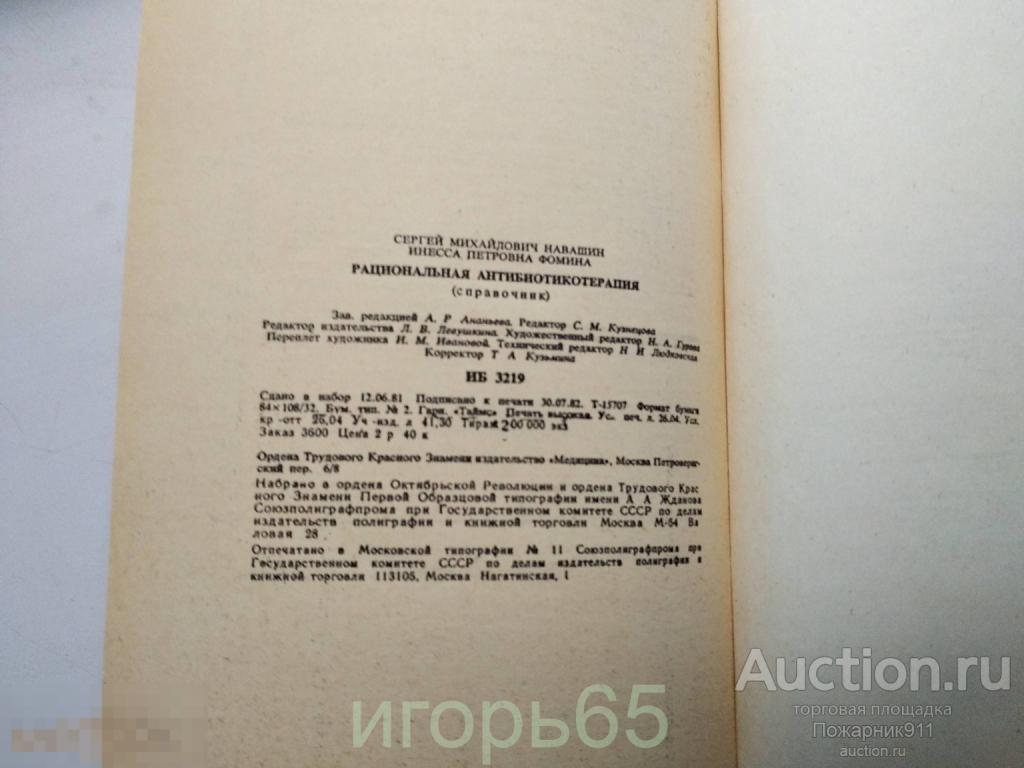 СЕРГЕЙ МИХАЙЛОВИЧ НАВАШИН
ИНЕССА ПЕТРОВНА ФОМИНА
РАЦИОНАЛЬНАЯ АНТИБИОТИКОТЕРАПИЯ
(справочник)
Зав. редакцией А. Р Ананьева. Редактор С. М. Кузнецова
Редактор издательства Л. В. Левушкина. Художественный редактор Н. А. Гурова
Переплет художника И. М. Ивановой. Технический редактор Н И Людковская
Корректор Т А Кузьмина
ИБ 3219
Сдано в набор 12.06.81 Подписано к печати 30.07.82. Т-15707 Формат бумаги
84×108/32. Бум. тип. № 2. Гарн. «Таймс» Печать высокая. Ус. печ. л. 26.04. Усл.
кр -отт 26,04 Уч -изд. л 41,30 Тираж 200 000 экз
Заказ 3600 Цена 2 р 40 к
Ордена Трудового Красного Знамени издательство «Медицина», Москва Петровериг-
ский пер. 6/8
Набрано в ордена Октябрьской Революции и ордена Трудового Крас
ного Знамени Первой Образцовой типографии имени А А Жданова
Союзполиграфпрома при Государственном комитете СССР по делам
издательств полиграфии и книжной торговли Москва М-54 Ва
ловая 28
Отпечатано в Московской типографии № 11 Союзполиграфпрома при
Государственном комитете СССР по делам издательств полиграфии и
книжной торговли 113105, Москва Нагатинская, 1
игорь65
Auction.ru
торговая площадка
Пожарник911
auction.ru